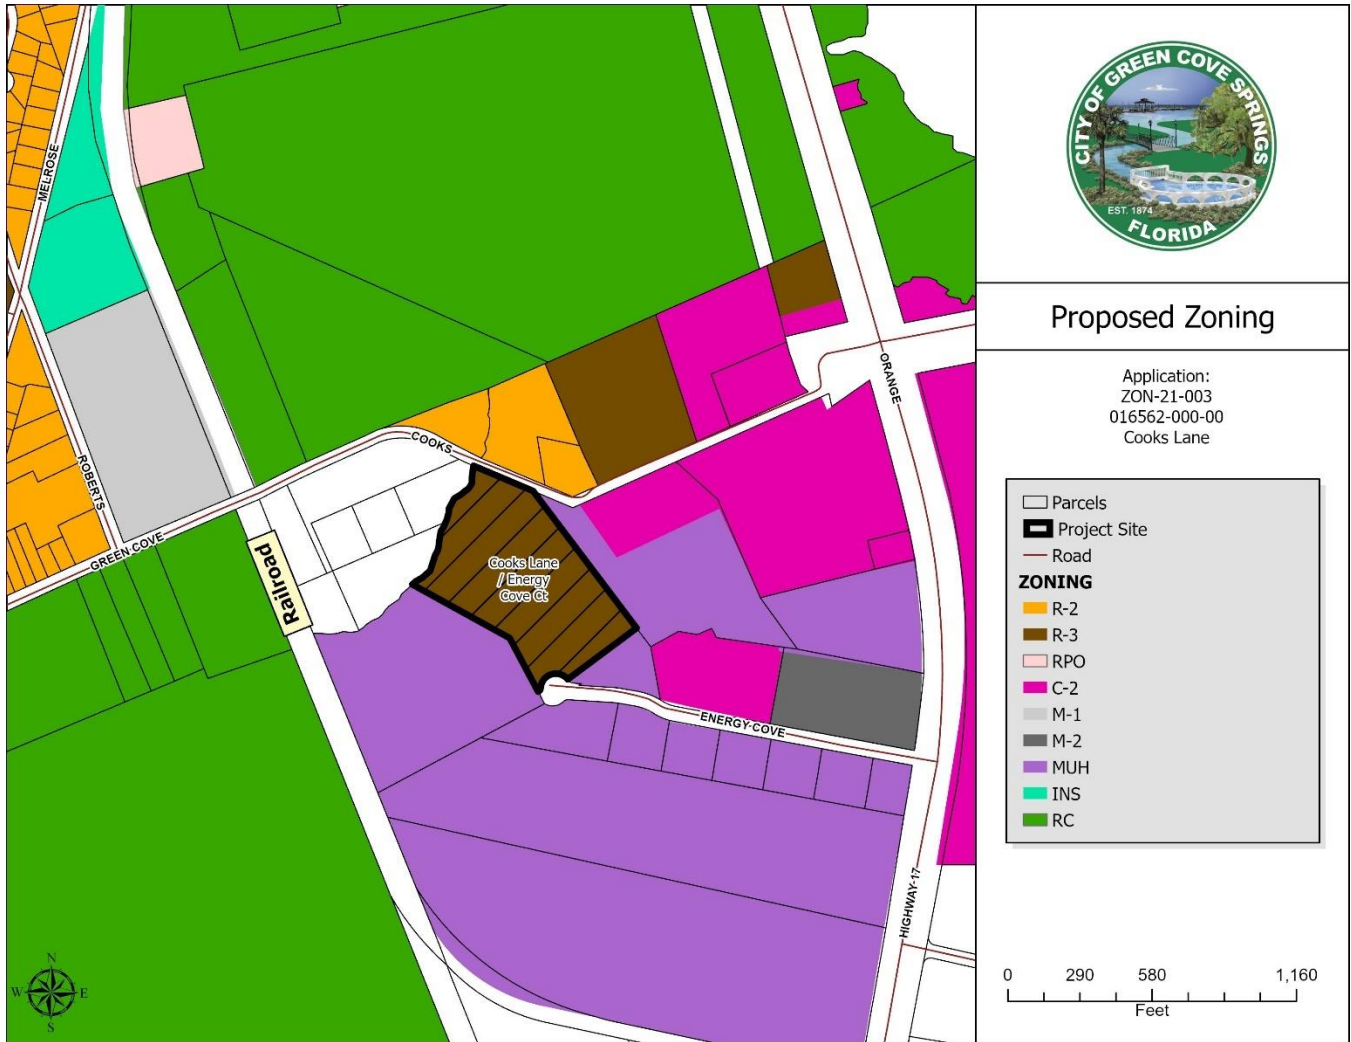 MELROSE
ROBERTS
GREEN COVE
Railroad
COOKS
Cooks Lane
/ Energy
Cove Ct
ENERGY COVE
ORANGE
HIGHWAY 17
N
W E
S
CITY OF GREEN COVE SPRINGS
EST. 1874
FLORIDA
Proposed Zoning
Application:
ZON-21-003
016562-000-00
Cooks Lane
Parcels
Project Site
Road
ZONING
R-2
R-3
RPO
C-2
M-1
M-2
MUH
INS
RC
0 290 580 1,160
Feet